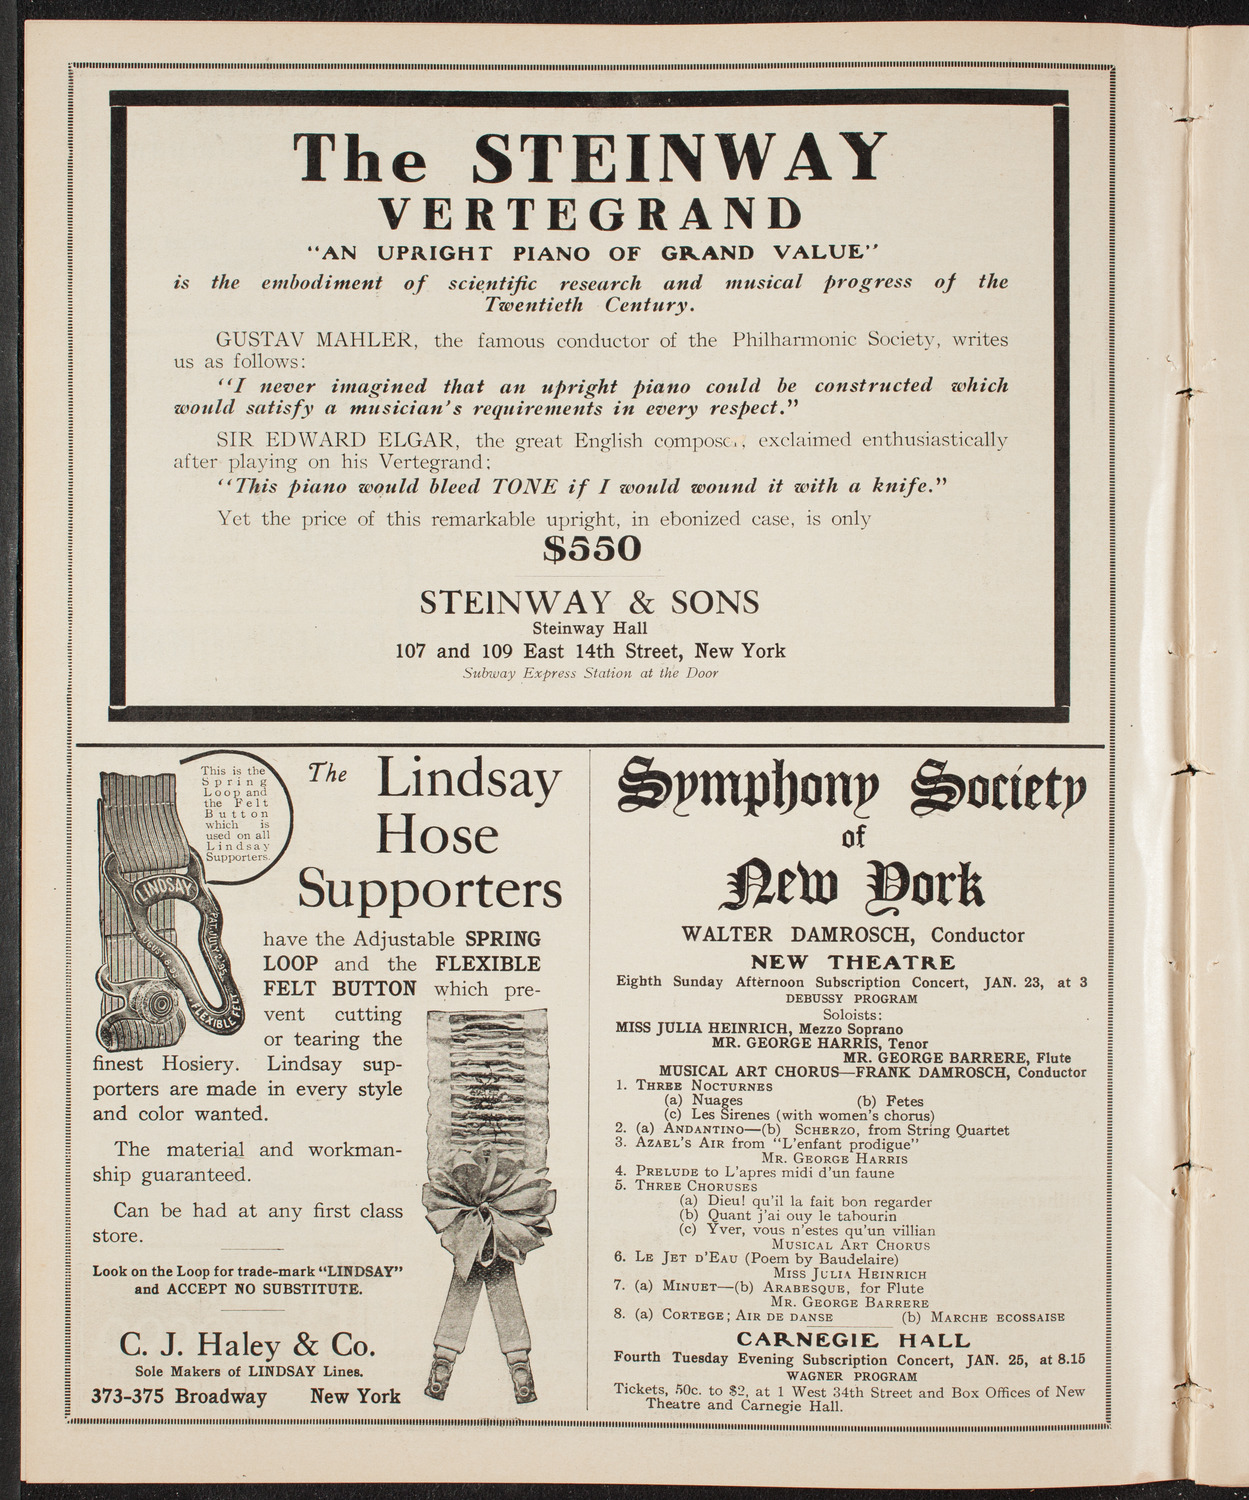 The STEINWAY
VERTEGRAND
"AN UPRIGHT PIANO OF GRAND VALUE"
is the embodiment of scientific research and musical progress of the
Twentieth Century.
GUSTAV MAHLER, the famous conductor of the Philharmonic Society, writes
us as follows:
"I never imagined that an upright piano could be constructed which
would satisfy a musician's requirements in every respect."
SIR EDWARD ELGAR, the great English compos.., exclaimed enthusiastically
after playing on his Vertegrand:
"This piano would bleed TONE if I would wound it with a knife."
Yet the price of this remarkable upright, in ebonized case, is only
$550
STEINWAY & SONS
Steinway Hall
107 and 109 East 14th Street, New York
Subway Express Station at the Door
This is the
Spring
Loop and
the Felt
Button
which is
used on all
Lindsay
Supporters.
LINDSAY
FLEXIBLE FELT
The Lindsay
Hose
Supporters
have the Adjustable SPRING
LOOP and the FLEXIBLE
FELT BUTTON which pre-
vent cutting
or tearing the
finest Hosiery. Lindsay sup-
porters are made in every style
and color wanted.
The material and workman-
ship guaranteed.
Can be had at any first class
store.
Look on the Loop for trade-mark "LINDSAY"
and ACCEPT NO SUBSTITUTE.
C. J. Haley & Co.
Sole Makers of LINDSAY Lines.
373-375 Broadway New York
Symphony Society
of
New York
WALTER DAMROSCH, Conductor
NEW THEATRE
Eighth Sunday Afternoon Subscription Concert, JAN. 23, at 3
DEBUSSY PROGRAM
Soloists:
MISS JULIA HEINRICH, Mezzo Soprano
MR. GEORGE HARRIS, Tenor
MR. GEORGE BARRERE, Flute
MUSICAL ART CHORUS—FRANK DAMROSCH, Conductor
1. THREE NOCTURNES
(a) Nuages (b) Fetes
(c) Les Sirenes (with women's chorus)
2. (a) ANDANTINO—(b) SCHERZO, from String Quartet
3. AZAEL'S AIR from "L'enfant prodigue"
MR. GEORGE HARRIS
4. PRELUDE to L'apres midi d'un faune
5. THREE CHORUSES
(a) Dieu! qu'il la fait bon regarder
(b) Quant j'ai ouy le tabourin
(c) Yver, vous n'estes qu'un villian
MUSICAL ART CHORUS
6. LE JET D'EAU (Poem by Baudelaire)
MISS JULIA HEINRICH
7. (a) MINUET—(b) ARABESQUE, for Flute
MR. GEORGE BARRERE
8. (a) CORTEGE; AIR DE DANSE (b) MARCHE ECOSSAISE
CARNEGIE HALL
Fourth Tuesday Evening Subscription Concert, JAN. 25, at 8.15
WAGNER PROGRAM
Tickets, 50c. to $2, at 1 West 34th Street and Box Offices of New
Theatre and Carnegie Hall.